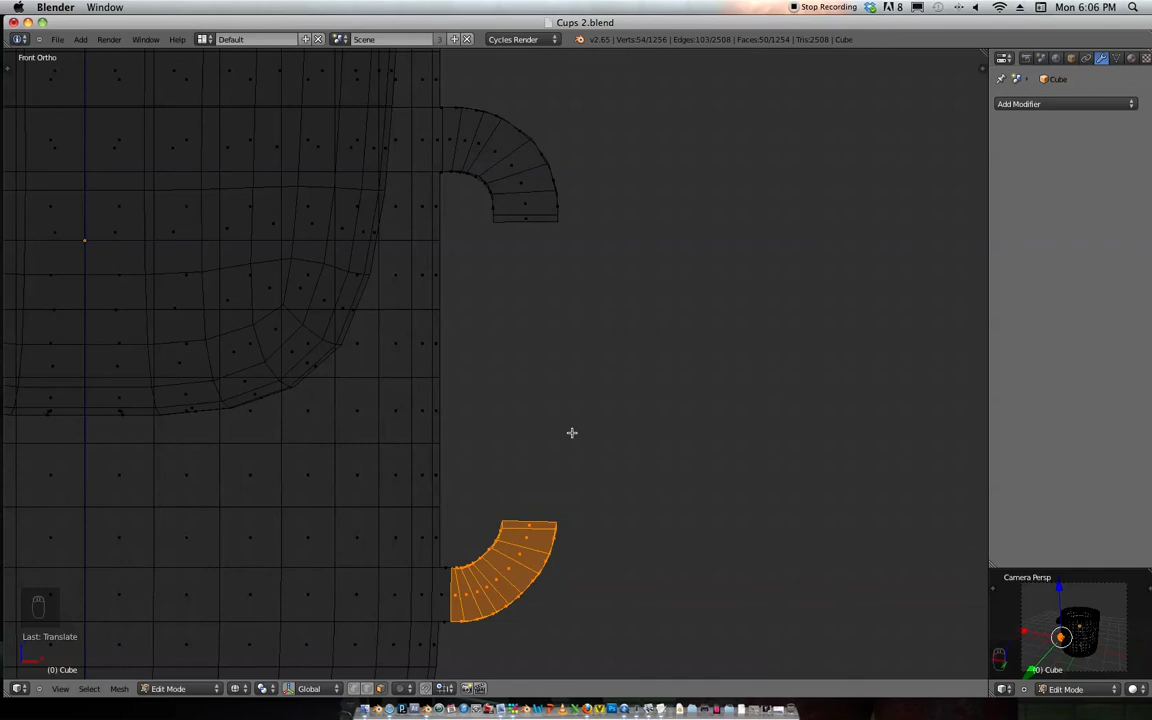 Blender Window
Stop Recording
8
Mon 6:06 PM
Cups 2.blend
File Add Render Window Help
Default
Scene
3
Cycles Render
v2.65 | Verts:54/1256 | Edges:103/2508 | Faces:50/1254 | Tris:2508 | Cube
Front Ortho
Cube
Add Modifier
Camera Persp
Last: Translate
(0) Cube
(0) Cube
View Select Mesh
Edit Mode
Global
Edit Mode